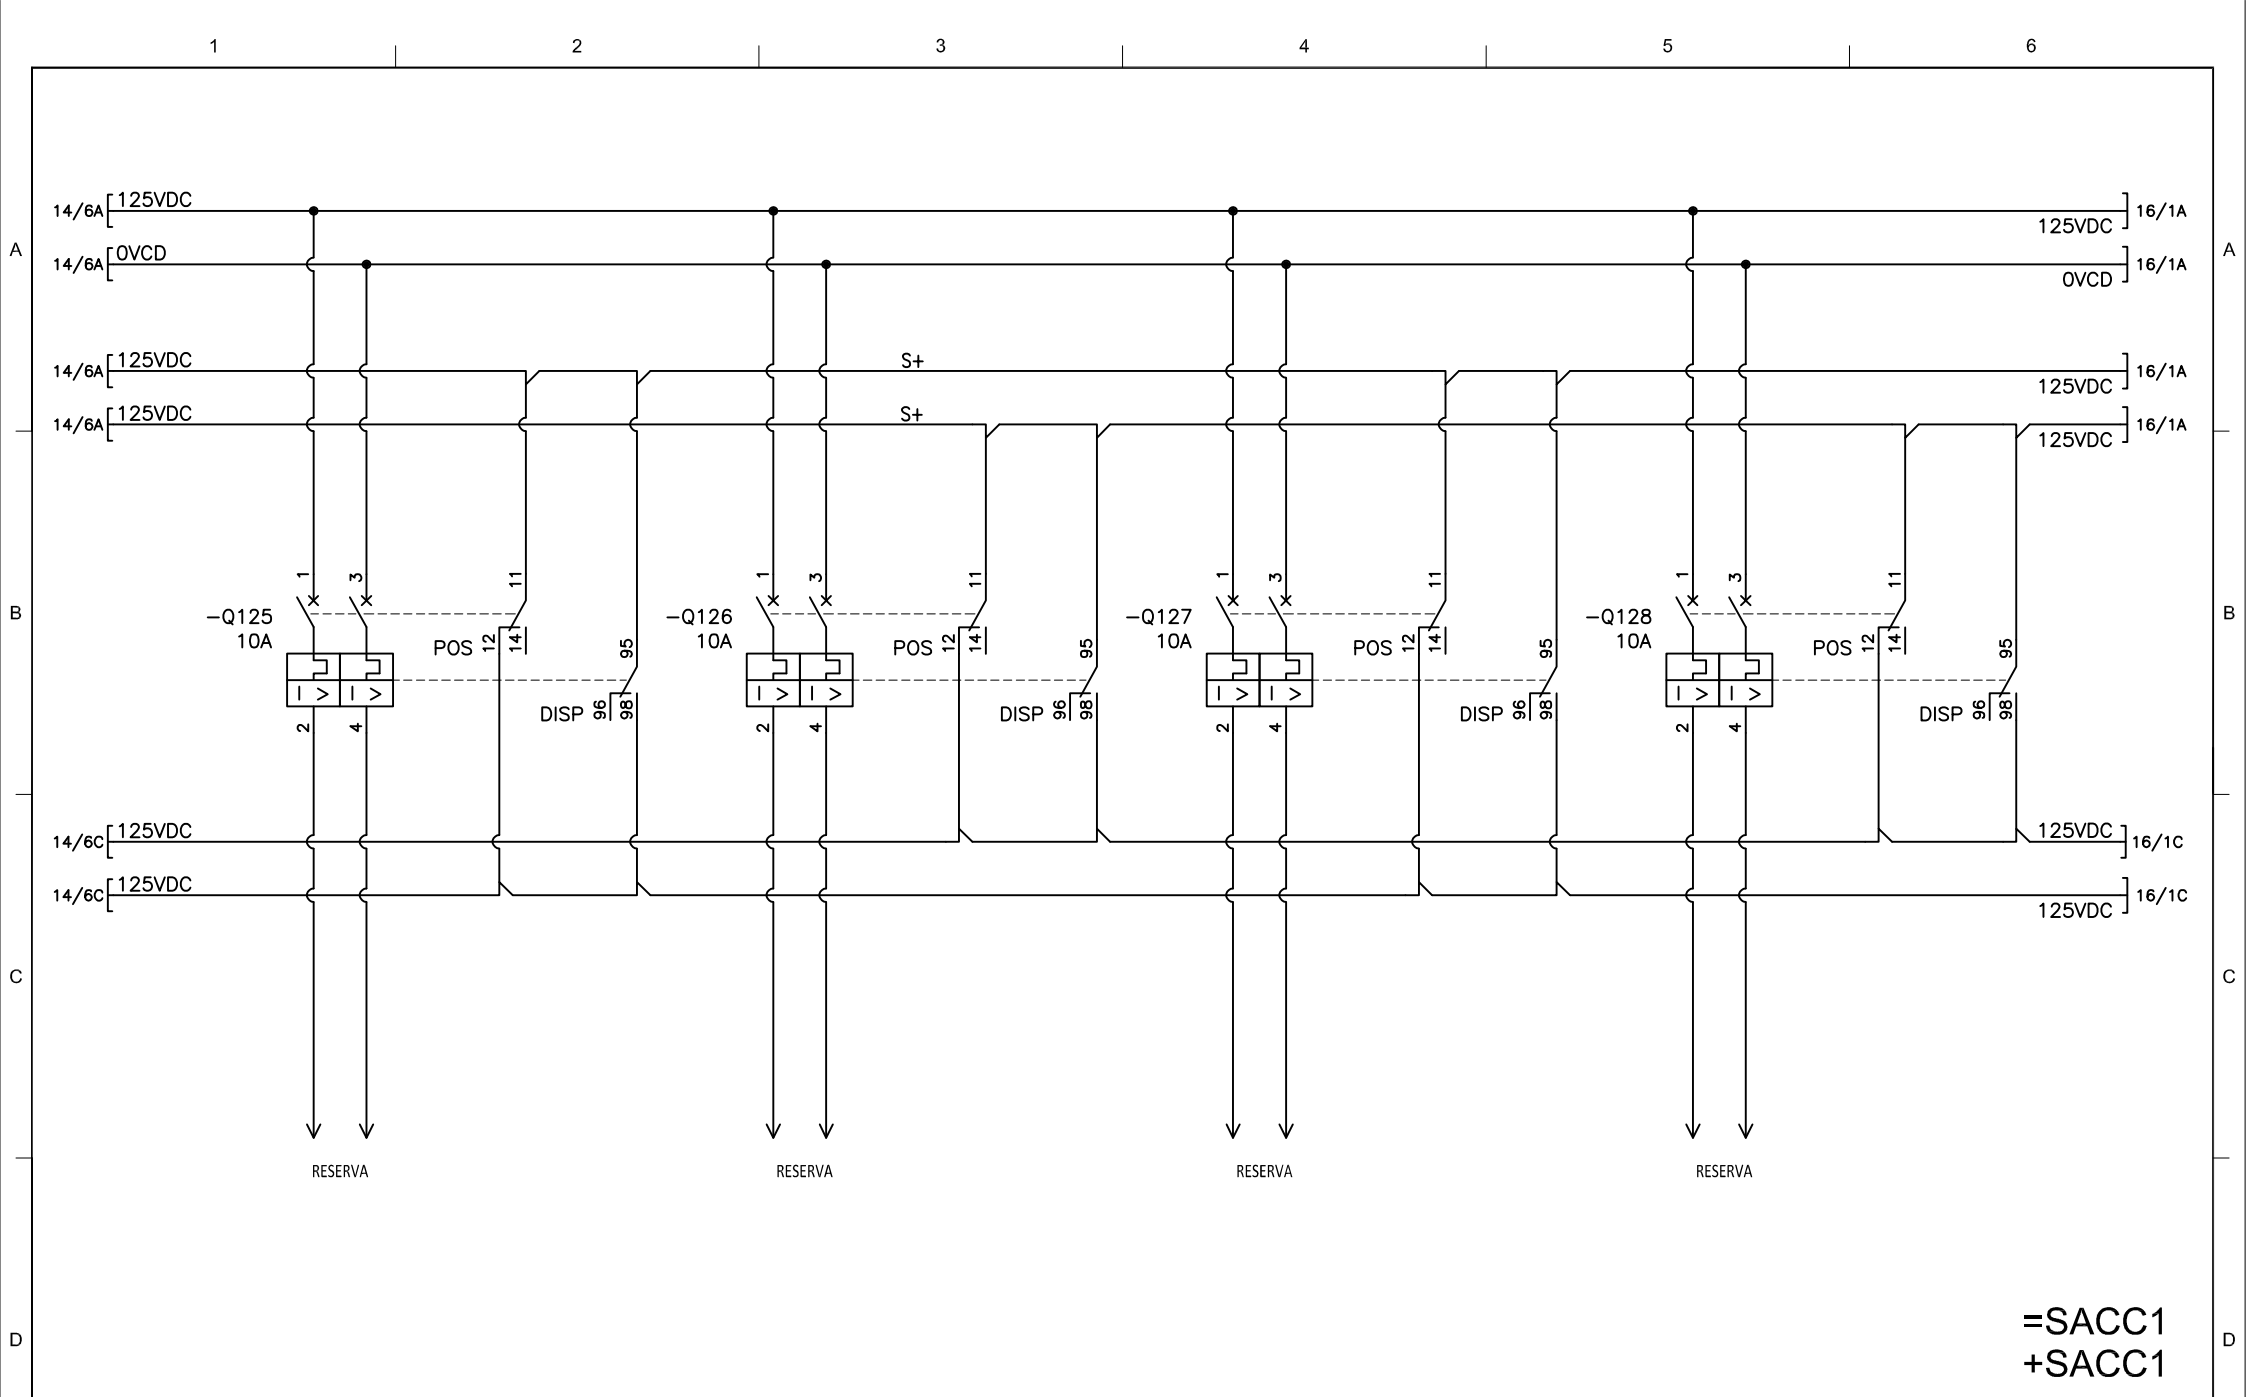 1 2 3 4 5 6
14/6A 125VDC 16/1A
125VDC
A 14/6A 0VCD 16/1A A
0VCD
14/6A 125VDC S+ 16/1A
125VDC
14/6A 125VDC S+ 16/1A
125VDC
1 3 11 1 3 11 1 3 11 1 3 11
B -Q125 -Q126 -Q127 -Q128 B
10A 10A 10A 10A
POS 12 14 95 POS 12 14 95 POS 12 14 95 POS 12 14 95
I > I > I > I > I > I > I > I >
2 4 DISP 96 98 2 4 DISP 96 98 2 4 DISP 96 98 2 4 DISP 96 98
14/6C 125VDC 125VDC 16/1C
14/6C 125VDC 16/1C
125VDC
C C
RESERVA RESERVA RESERVA RESERVA
D =SACC1 D
+SACC1